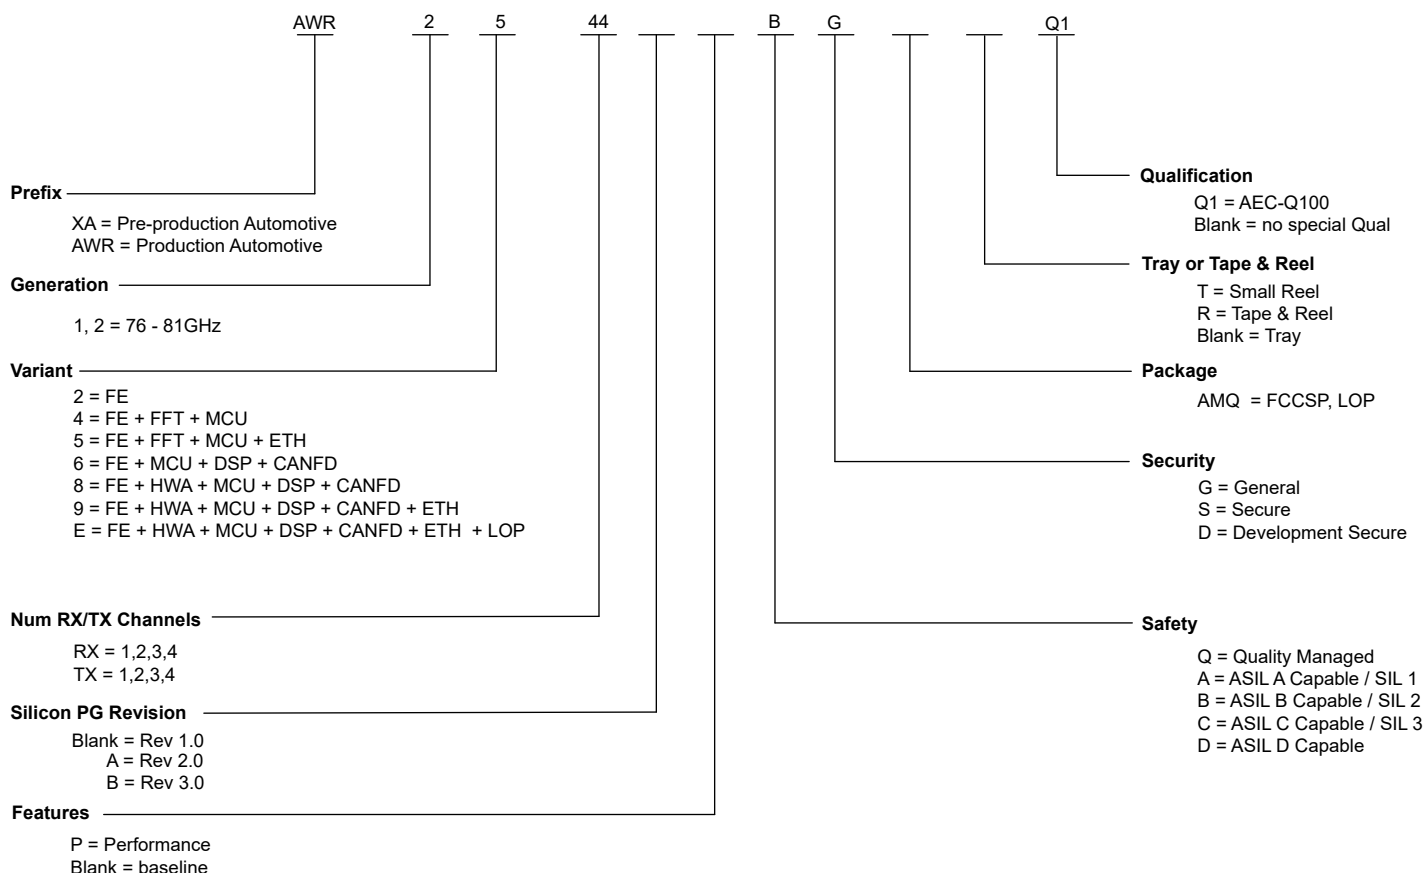 AWR 2 5 44 B G Q1
Prefix
XA = Pre-production Automotive
AWR = Production Automotive
Generation
1, 2 = 76 - 81GHz
Variant
2 = FE
4 = FE + FFT + MCU
5 = FE + FFT + MCU + ETH
6 = FE + MCU + DSP + CANFD
8 = FE + HWA + MCU + DSP + CANFD
9 = FE + HWA + MCU + DSP + CANFD + ETH
E = FE + HWA + MCU + DSP + CANFD + ETH + LOP
Num RX/TX Channels
RX = 1,2,3,4
TX = 1,2,3,4
Silicon PG Revision
Blank = Rev 1.0
A = Rev 2.0
B = Rev 3.0
Features
P = Performance
Blank = baseline
Qualification
Q1 = AEC-Q100
Blank = no special Qual
Tray or Tape & Reel
T = Small Reel
R = Tape & Reel
Blank = Tray
Package
AMQ = FCCSP, LOP
Security
G = General
S = Secure
D = Development Secure
Safety
Q = Quality Managed
A = ASIL A Capable / SIL 1
B = ASIL B Capable / SIL 2
C = ASIL C Capable / SIL 3
D = ASIL D Capable